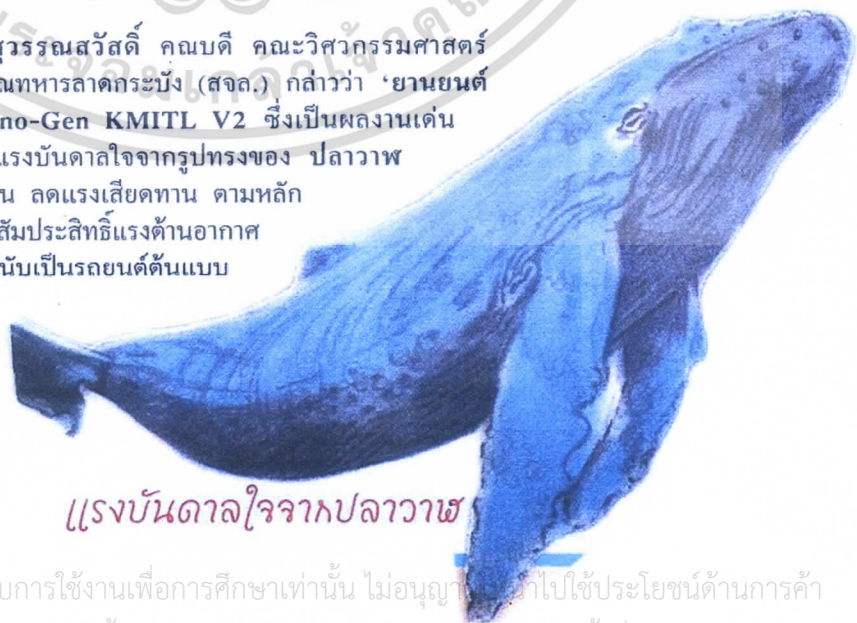 สุวรรณสวัสดิ์ คณบดี คณะวิศวกรรมศาสตร์
ณทหารลาดกระบัง (สจล.) กล่าวว่า ‘ยานยนต์
no-Gen KMITL V2 ซึ่งเป็นผลงานเด่น
แรงบันดาลใจจากรูปทรงของ ปลาวาฬ
น ลดแรงเสียดทาน ตามหลัก
สัมประสิทธิ์แรงต้านอากาศ
นับเป็นรถยนต์ต้นแบบ
แรงบันดาลใจจากปลาวาฬ
บการใช้งานเพื่อการศึกษาเท่านั้น ไม่อนุญา าไปใช้ประโยชน์ด้านการค้า